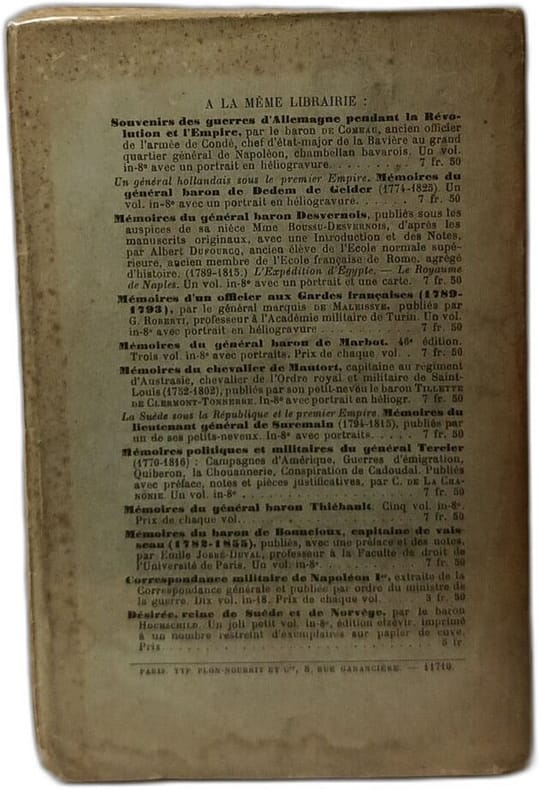 A LA MÊME LIBRAIRIE :
Souvenirs des guerres d'Allemagne pendant la Révo-
lution et l'Empire, par le baron DE COMEAU, ancien officier
de l'armée de Condé, chef d'état-major de la Bavière au grand
quartier général de Napoléon, chambellan bavarois. Un vol.
in-8° avec un portrait en héliogravure. . . . . . . 7 fr. 50
Un général hollandais sous le premier Empire. Mémoires du
général baron de Dedem de Gelder (1774-1825). Un
vol. in-8° avec un portrait en héliogravure. . . . . . 7 fr. 50
Mémoires du général baron Desvernois, publiés sous les
auspices de sa nièce Mme BOUSSU-DESVERNOIS, d'après les
manuscrits originaux, avec une Introduction et des Notes,
par Albert DUFOURCQ, ancien élève de l'Ecole normale supé-
rieure, ancien membre de l'Ecole française de Rome, agrégé
d'histoire. (1789-1815.) L'Expédition d'Egypte. — Le Royaume
de Naples. Un vol. in-8° avec un portrait et une carte. 7 fr. 50
Mémoires d'un officier aux Gardes françaises (1789-
1793), par le général marquis DE MALEISSYE, publiés par
G. ROBERTI, professeur à l'Académie militaire de Turin. Un vol.
in-8° avec portrait en héliogravure . . . . . . . . 7 fr. 50
Mémoires du général baron de Marbot. 46e édition.
Trois vol. in-8° avec portraits. Prix de chaque vol. . 7 fr. 50
Mémoires du chevalier de Mautort, capitaine au régiment
d'Austrasie, chevalier de l'Ordre royal et militaire de Saint-
Louis (1752-1802), publiés par son petit-neveu le baron TILLETTE
DE CLERMONT-TONNERRE. In-8° avec portrait en héliogr. 7 fr. 50
La Suède sous la République et le premier Empire. Mémoires du
lieutenant général de Suremain (1794-1815), publiés par
un de ses petits-neveux. In-8° avec portraits. . . . . 7 fr. 50
Mémoires politiques et militaires du général Tercier
(1770-1816) : Campagnes d'Amérique, Guerres d'émigration,
Quiberon, la Chouannerie, Conspiration de Cadoudal. Publiés
avec préface, notes et pièces justificatives, par C. DE LA CHA-
NONIE. Un vol. in-8° . . . . . . . . . . . . . . . 7 fr. 50
Mémoires du général baron Thiébault. Cinq vol. in-8°.
Prix de chaque vol. . . . . . . . . . . . . . . . 7 fr. 50
Mémoires du baron de Bonnefoux, capitaine de vais-
seau (1782-1855), publiés, avec une préface et des notes,
par Emile JOBBÉ-DUVAL, professeur à la Faculté de droit de
l'Université de Paris. Un vol. in-8°. . . . . . . . . 7 fr. 50
Correspondance militaire de Napoléon Ier, extraite de la
Correspondance générale et publiée par ordre du ministre de
la guerre. Dix vol. in-18. Prix de chaque vol. . . . . 3 fr. 50
Désirée, reine de Suède et de Norvège, par le baron
HOCHSCHILD. Un joli petit vol. in-8°, édition elzévir, imprimé
à un nombre restreint d'exemplaires sur papier de cuve.
Prix. . . . . . . . . . . . . . . . . . . . . . . . 5 fr.
PARIS. TYP. PLON-NOURRIT ET Cie, 8, RUE GARANCIÈRE. — 11710.